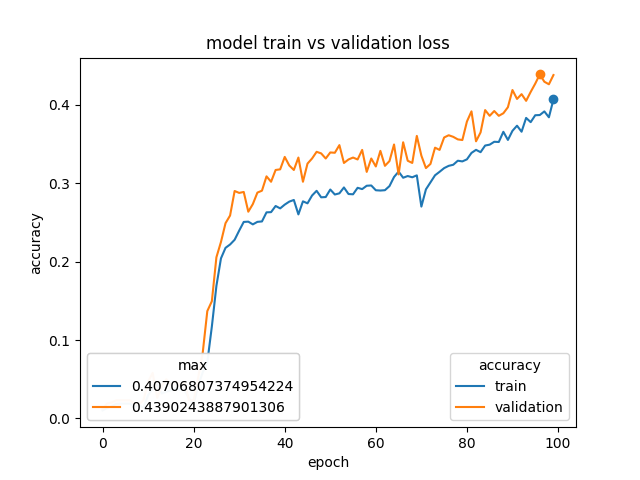 model train vs validation loss
accuracy
0.4
0.3
0.2
0.1
0.0
max
0.40706807374954224
0.4390243887901306
accuracy
train
validation
0
20
40
60
80
100
epoch